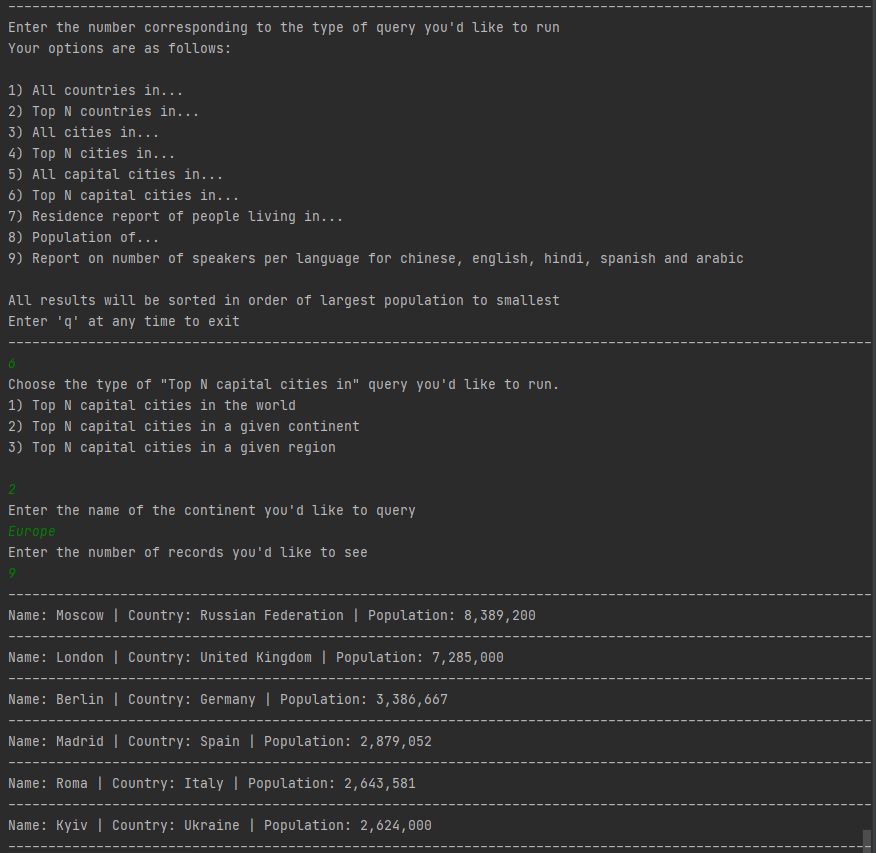 --------------------------------------------------------------------------------------------------------------
Enter the number corresponding to the type of query you'd like to run
Your options are as follows:
1) All countries in...
2) Top N countries in...
3) All cities in...
4) Top N cities in...
5) All capital cities in...
6) Top N capital cities in...
7) Residence report of people living in...
8) Population of...
9) Report on number of speakers per language for chinese, english, hindi, spanish and arabic
All results will be sorted in order of largest population to smallest
Enter 'q' at any time to exit
--------------------------------------------------------------------------------------------------------------
6
Choose the type of "Top N capital cities in" query you'd like to run.
1) Top N capital cities in the world
2) Top N capital cities in a given continent
3) Top N capital cities in a given region
2
Enter the name of the continent you'd like to query
Europe
Enter the number of records you'd like to see
9
--------------------------------------------------------------------------------------------------------------
Name: Moscow | Country: Russian Federation | Population: 8,389,200
--------------------------------------------------------------------------------------------------------------
Name: London | Country: United Kingdom | Population: 7,285,000
--------------------------------------------------------------------------------------------------------------
Name: Berlin | Country: Germany | Population: 3,386,667
--------------------------------------------------------------------------------------------------------------
Name: Madrid | Country: Spain | Population: 2,879,052
--------------------------------------------------------------------------------------------------------------
Name: Roma | Country: Italy | Population: 2,643,581
--------------------------------------------------------------------------------------------------------------
Name: Kyiv | Country: Ukraine | Population: 2,624,000
--------------------------------------------------------------------------------------------------------------